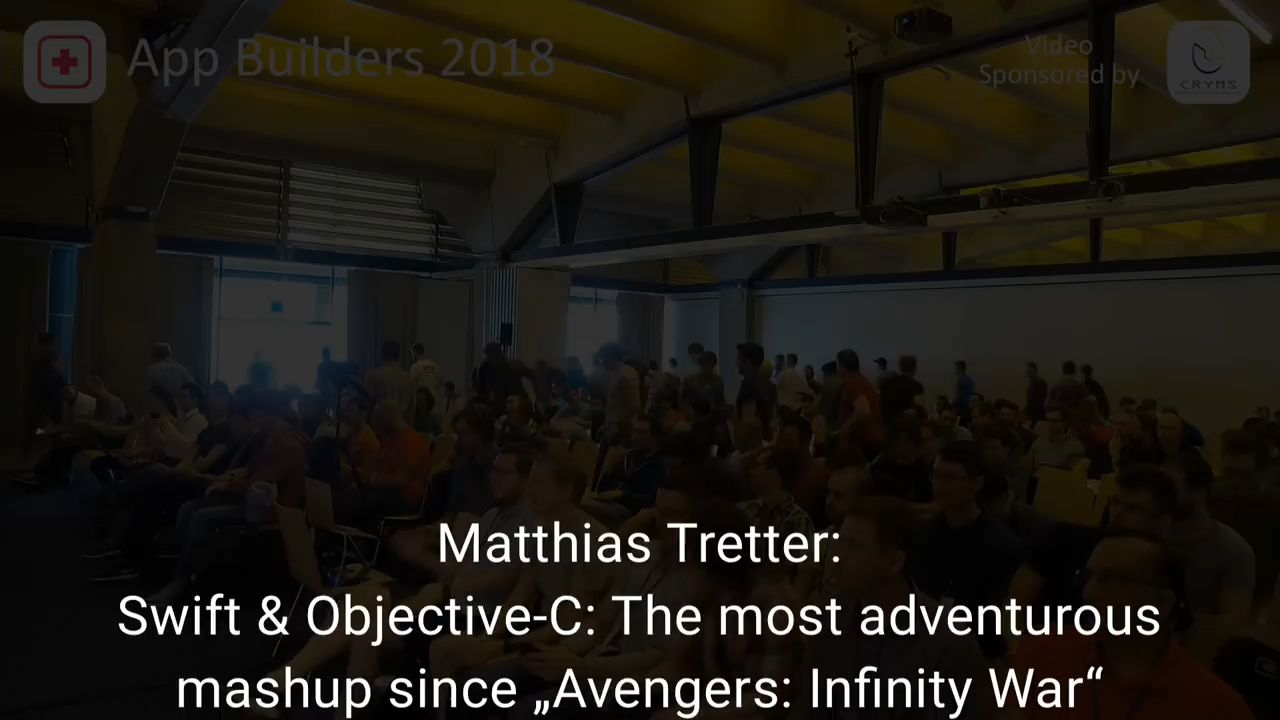 App Builders 2018
Video
Sponsored by
CRYMS
Matthias Tretter:
Swift & Objective-C: The most adventurous
mashup since „Avengers: Infinity War“